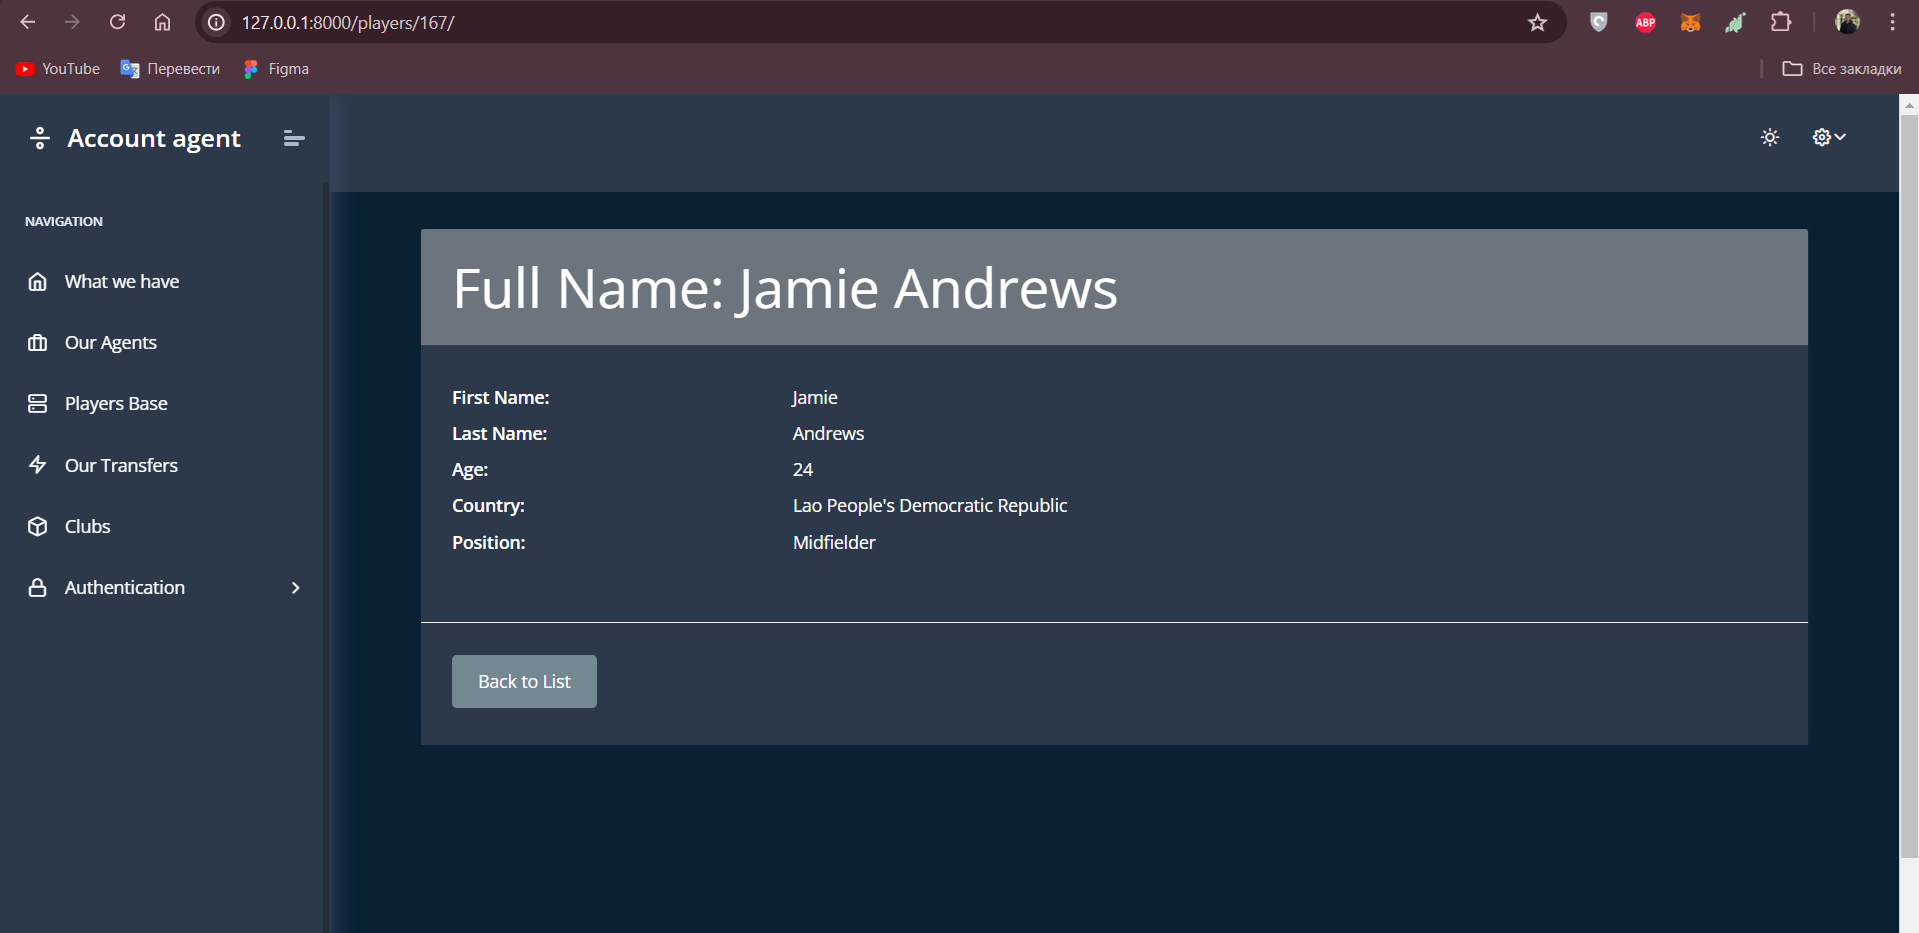 127.0.0.1:8000/players/167/
ABP
YouTube
Перевести
Figma
Все закладки
Account agent
NAVIGATION
What we have
Our Agents
Players Base
Our Transfers
Clubs
Authentication
Full Name: Jamie Andrews
First Name: Jamie
Last Name: Andrews
Age: 24
Country: Lao People's Democratic Republic
Position: Midfielder
Back to List